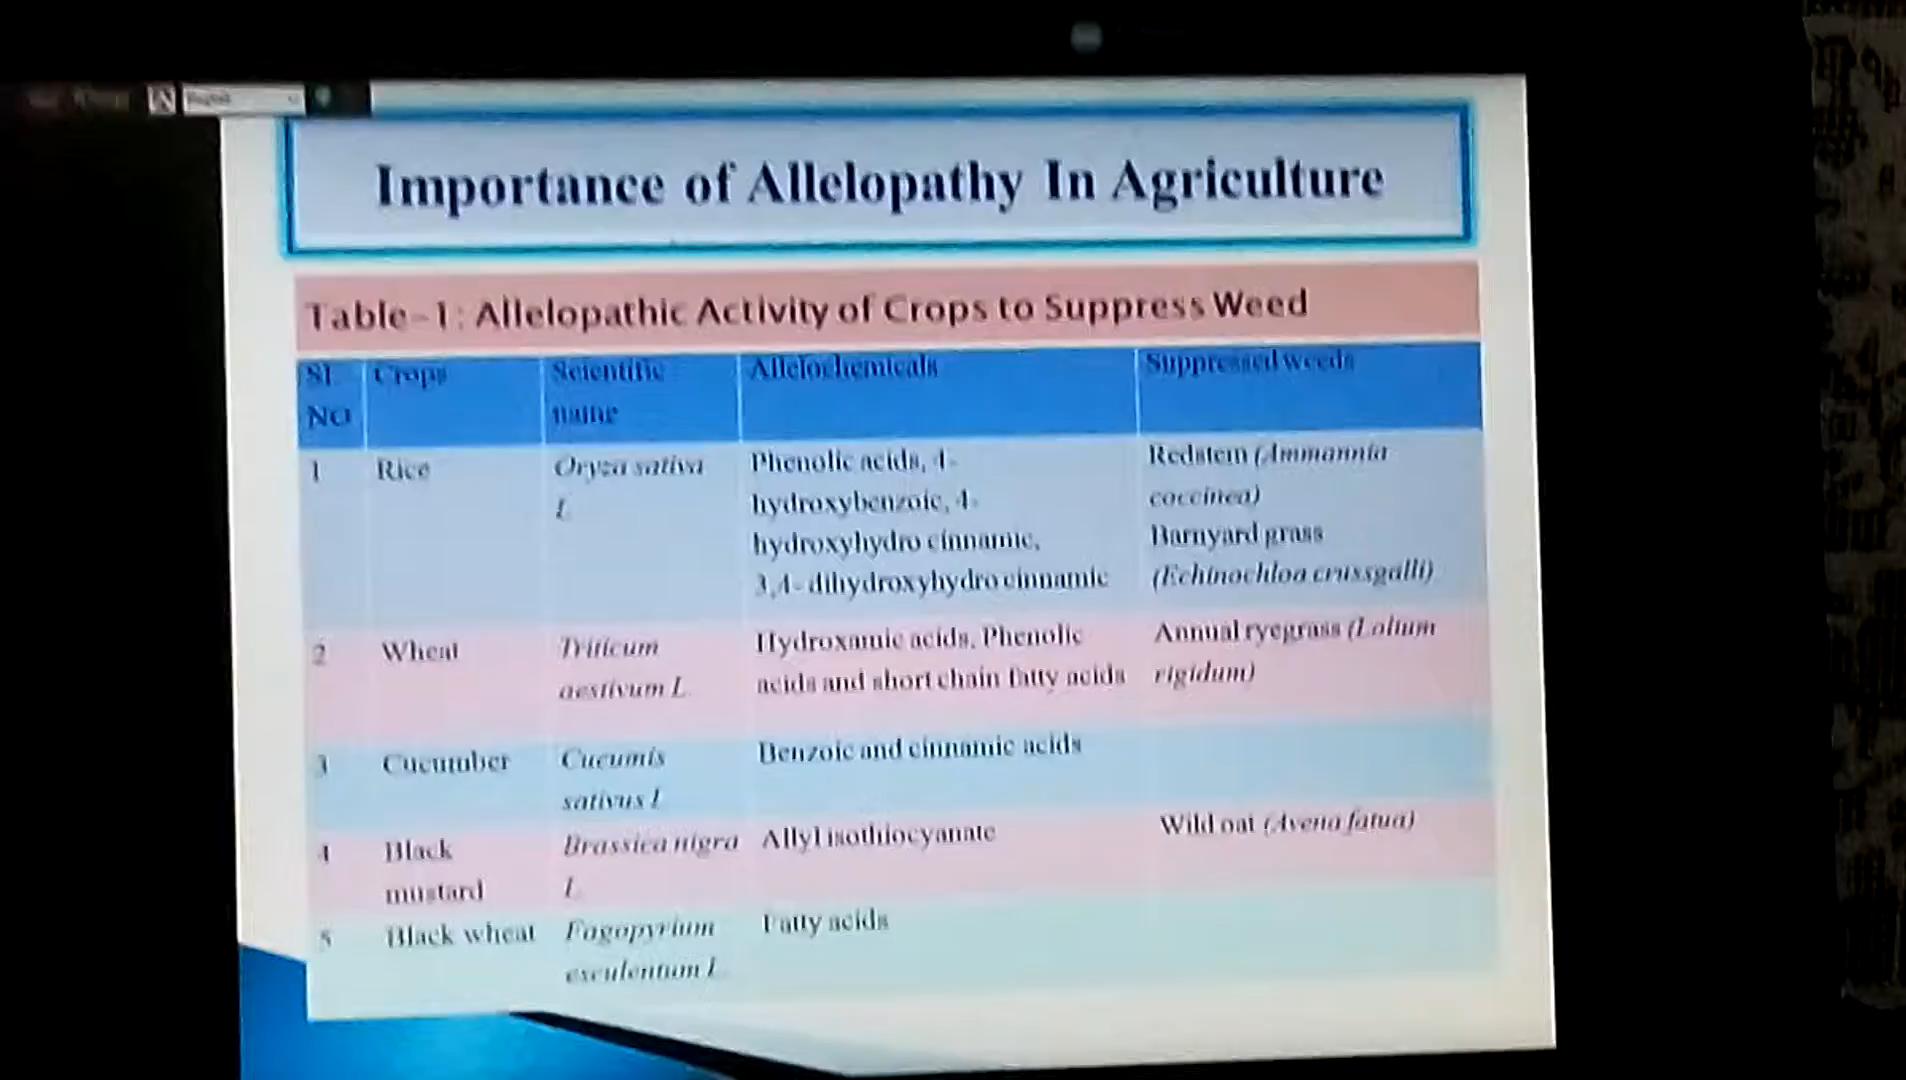 English
Importance of Allelopathy In Agriculture
Table-1: Allelopathic Activity of Crops to Suppress Weed
Sl NO
Crops
Scientific name
Allelochemicals
Suppressed weeds
1
Rice
Oryza sativa
L
Phenolic acids, 4-
hydroxybenzoic, 4-
hydroxyhydro cinnamic,
3,4- dihydroxyhydro cinnamic
Redstem (Ammannia
coccinea)
Barnyard grass
(Echinochloa crussgalli)
2
Wheat
Triticum
aestivum L
Hydroxamic acids, Phenolic
acids and short chain fatty acids
Annual ryegrass (Lolium
rigidum)
3
Cucumber
Cucumis
sativus L
Benzoic and cinnamic acids
4
Black
mustard
Brassica nigra
L
Allyl isothiocyanate
Wild oat (Avena fatua)
5
Black wheat
Fagopyrium
exculentum L
Fatty acids